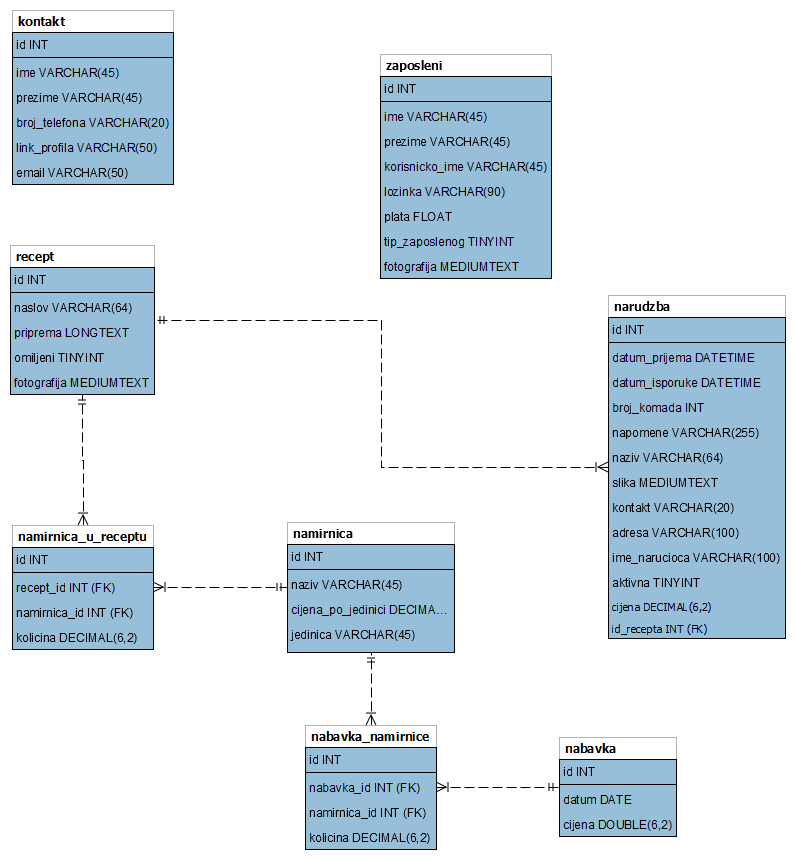 kontakt
id INT
ime VARCHAR(45)
prezime VARCHAR(45)
broj_telefona VARCHAR(20)
link_profila VARCHAR(50)
email VARCHAR(50)
zaposleni
id INT
ime VARCHAR(45)
prezime VARCHAR(45)
korisnicko_ime VARCHAR(45)
lozinka VARCHAR(90)
plata FLOAT
tip_zaposlenog TINYINT
fotografija MEDIUMTEXT
recept
id INT
naslov VARCHAR(64)
priprema LONGTEXT
omiljeni TINYINT
fotografija MEDIUMTEXT
narudzba
id INT
datum_prijema DATETIME
datum_isporuke DATETIME
broj_komada INT
napomene VARCHAR(255)
naziv VARCHAR(64)
slika MEDIUMTEXT
kontakt VARCHAR(20)
adresa VARCHAR(100)
ime_narucioca VARCHAR(100)
aktivna TINYINT
cijena DECIMAL(6,2)
id_recepta INT (FK)
namirnica_u_receptu
id INT
recept_id INT (FK)
namirnica_id INT (FK)
kolicina DECIMAL(6,2)
namirnica
id INT
naziv VARCHAR(45)
cijena_po_jedinici DECIMA...
jedinica VARCHAR(45)
nabavka_namirnice
id INT
nabavka_id INT (FK)
namirnica_id INT (FK)
kolicina DECIMAL(6,2)
nabavka
id INT
datum DATE
cijena DOUBLE(6,2)